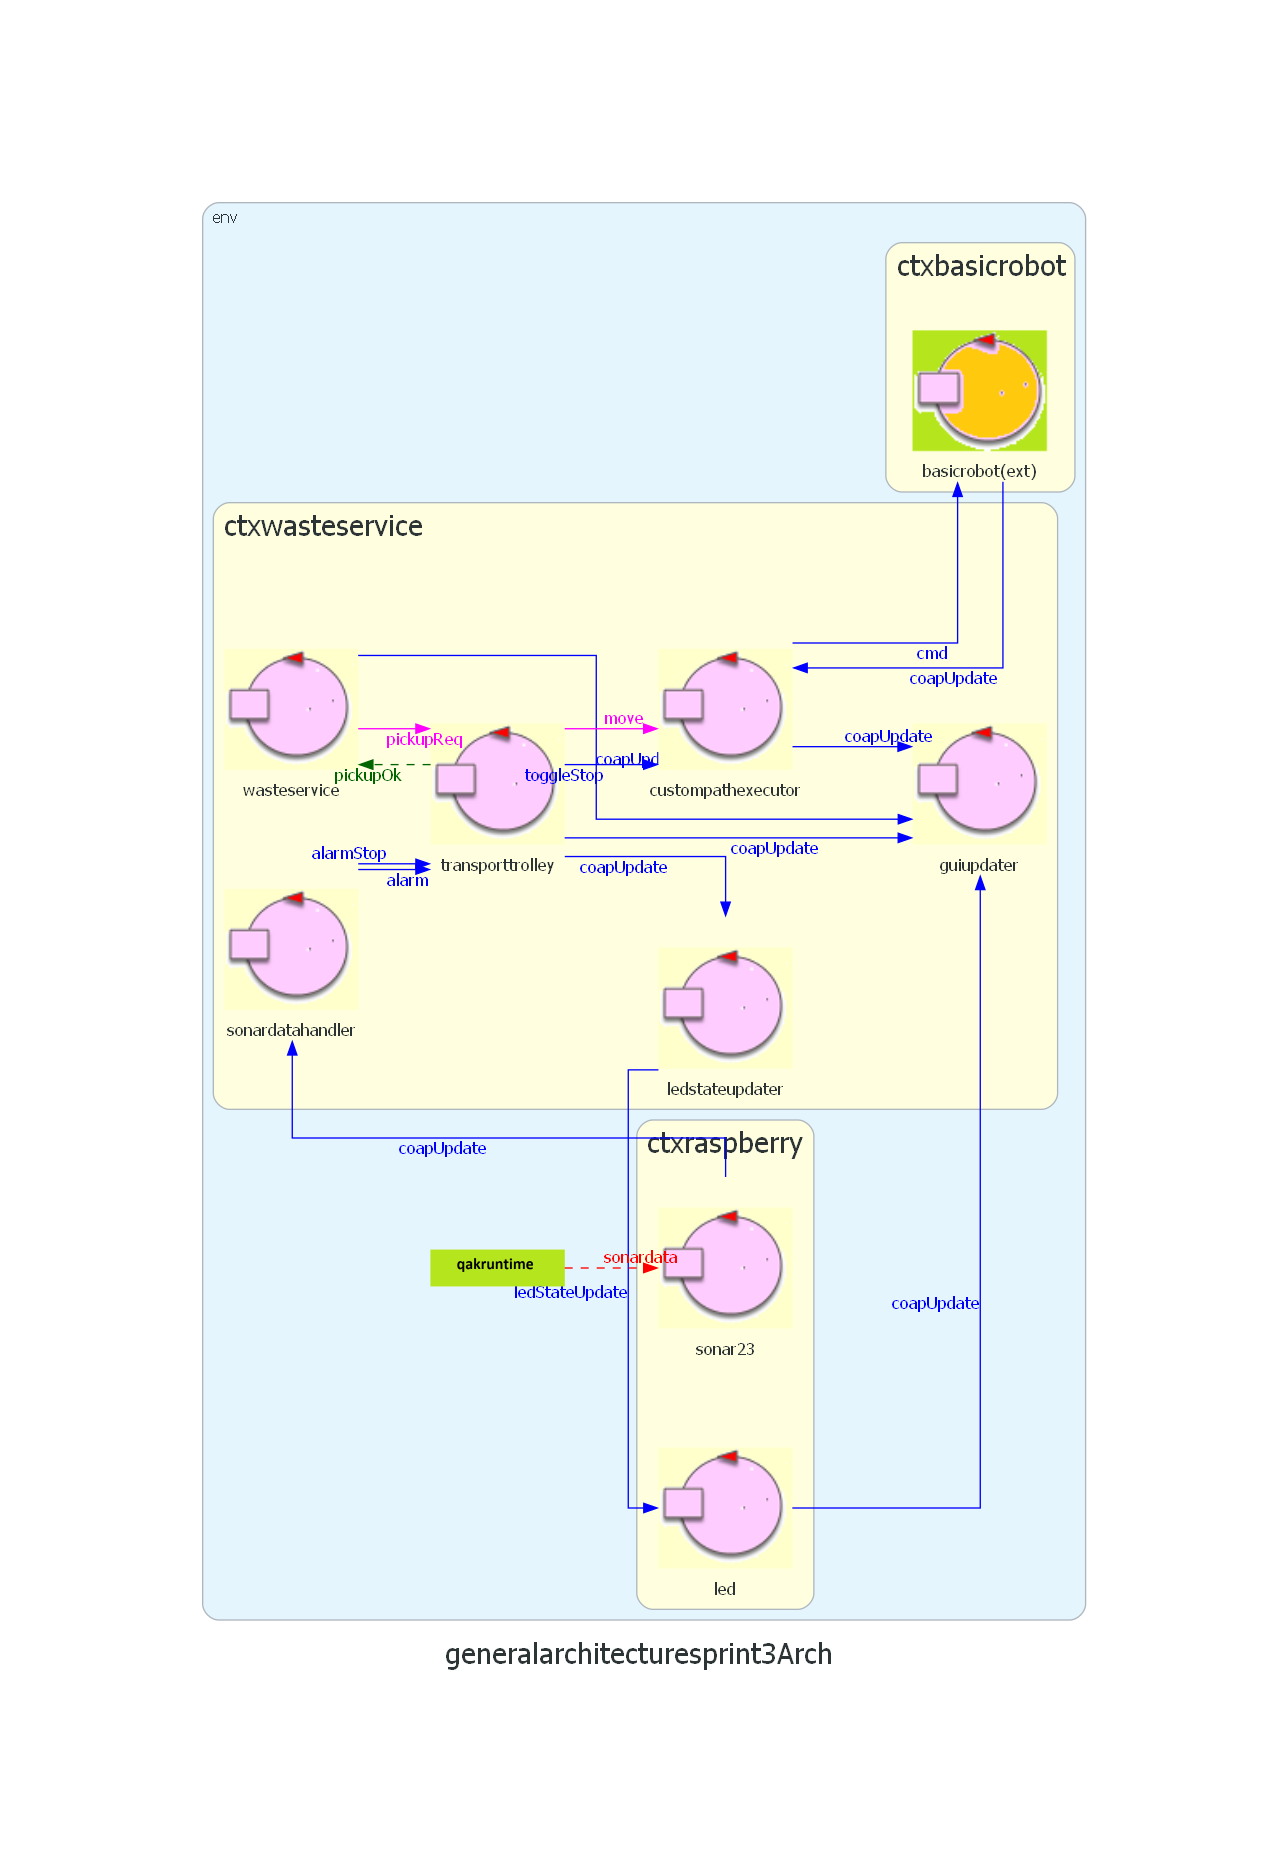 env
ctxbasicrobot
basicrobot(ext)
ctxwasteservice
cmd
coapUpdate
move
coapUpdate
pickupReq
coapUpd
pickupOk
toggleStop
wasteservice
custompathexecutor
coapUpdate
alarmStop
transporttrolley
coapUpdate
guiupdater
alarm
sonardatahandler
ledstateupdater
ctxraspberry
coapUpdate
sonardata
qakruntime
ledStateUpdate
coapUpdate
sonar23
led
generalarchitecturesprint3Arch